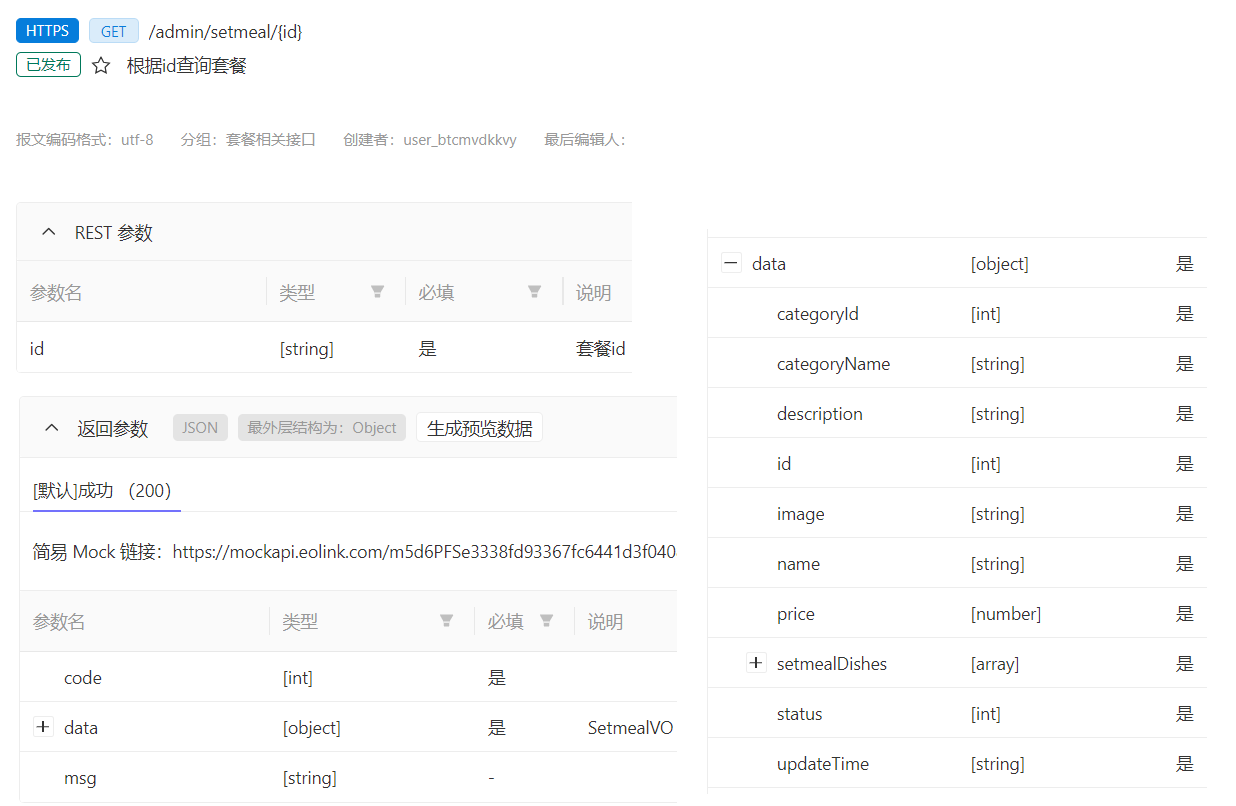 HTTPS GET /admin/setmeal/{id}
已发布 根据id查询套餐
报文编码格式：utf-8 分组：套餐相关接口 创建者：user_btcmvdkkvy 最后编辑人：
REST 参数
参数名 类型 必填 说明
id [string] 是 套餐id
返回参数 JSON 最外层结构为：Object 生成预览数据
[默认]成功 （200）
简易 Mock 链接：https://mockapi.eolink.com/m5d6PFSe3338fd93367fc6441d3f040
参数名 类型 必填 说明
code [int] 是
data [object] 是 SetmealVO
msg [string] -
data [object] 是
categoryId [int] 是
categoryName [string] 是
description [string] 是
id [int] 是
image [string] 是
name [string] 是
price [number] 是
setmealDishes [array] 是
status [int] 是
updateTime [string] 是